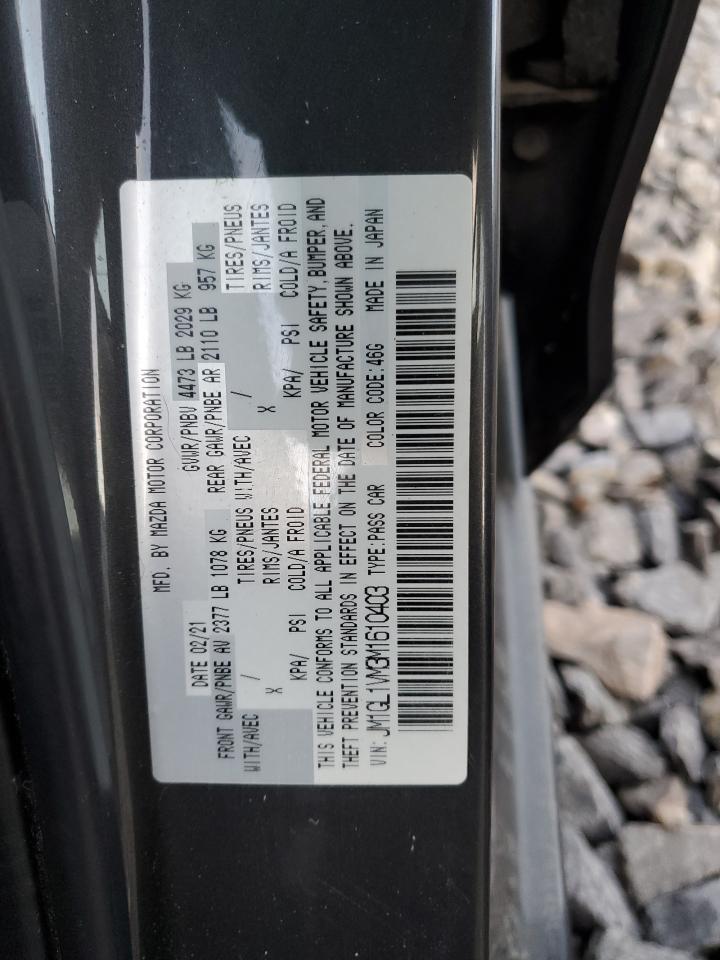 MFD. BY MAZDA MOTOR CORPORATION
DATE 02/21 GVWR/PNBV 4473 LB 2029 KG
FRONT GAWR/PNBE AV 2377 LB 1078 KG REAR GAWR/PNBE AR 2110 LB 957 KG
WITH/AVEC / TIRES/PNEUS WITH/AVEC / TIRES/PNEUS
X RIMS/JANTES X RIMS/JANTES
KPA/ PSI COLD/A FROID KPA/ PSI COLD/A FROID
THIS VEHICLE CONFORMS TO ALL APPLICABLE FEDERAL MOTOR VEHICLE SAFETY, BUMPER, AND
THEFT PREVENTION STANDARDS IN EFFECT ON THE DATE OF MANUFACTURE SHOWN ABOVE.
VIN: JM1GL1VM3M1610403 TYPE:PASS CAR COLOR CODE:46G MADE IN JAPAN